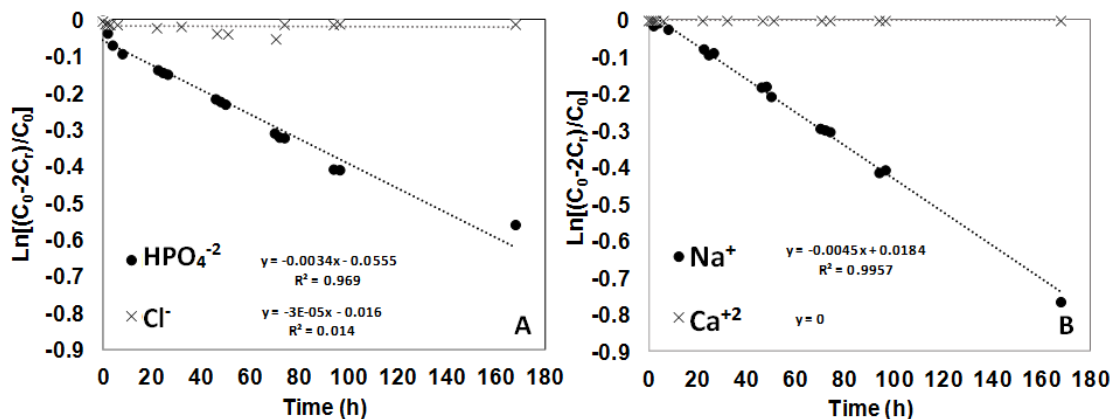 Ln[(C₀-2Cᵣ)/C₀]
0
-0.1
-0.2
-0.3
-0.4
-0.5
-0.6
-0.7
-0.8
-0.9
HPO₄⁻²
y = -0.0034x - 0.0555
R² = 0.969
Cl⁻
y = -3E-05x - 0.016
R² = 0.014
A
0 20 40 60 80 100 120 140 160 180
Time (h)
Ln[(C₀-2Cᵣ)/C₀]
0
-0.1
-0.2
-0.3
-0.4
-0.5
-0.6
-0.7
-0.8
-0.9
Na⁺
y = -0.0045x + 0.0184
R² = 0.9957
Ca⁺²
y = 0
B
0 20 40 60 80 100 120 140 160 180
Time (h)